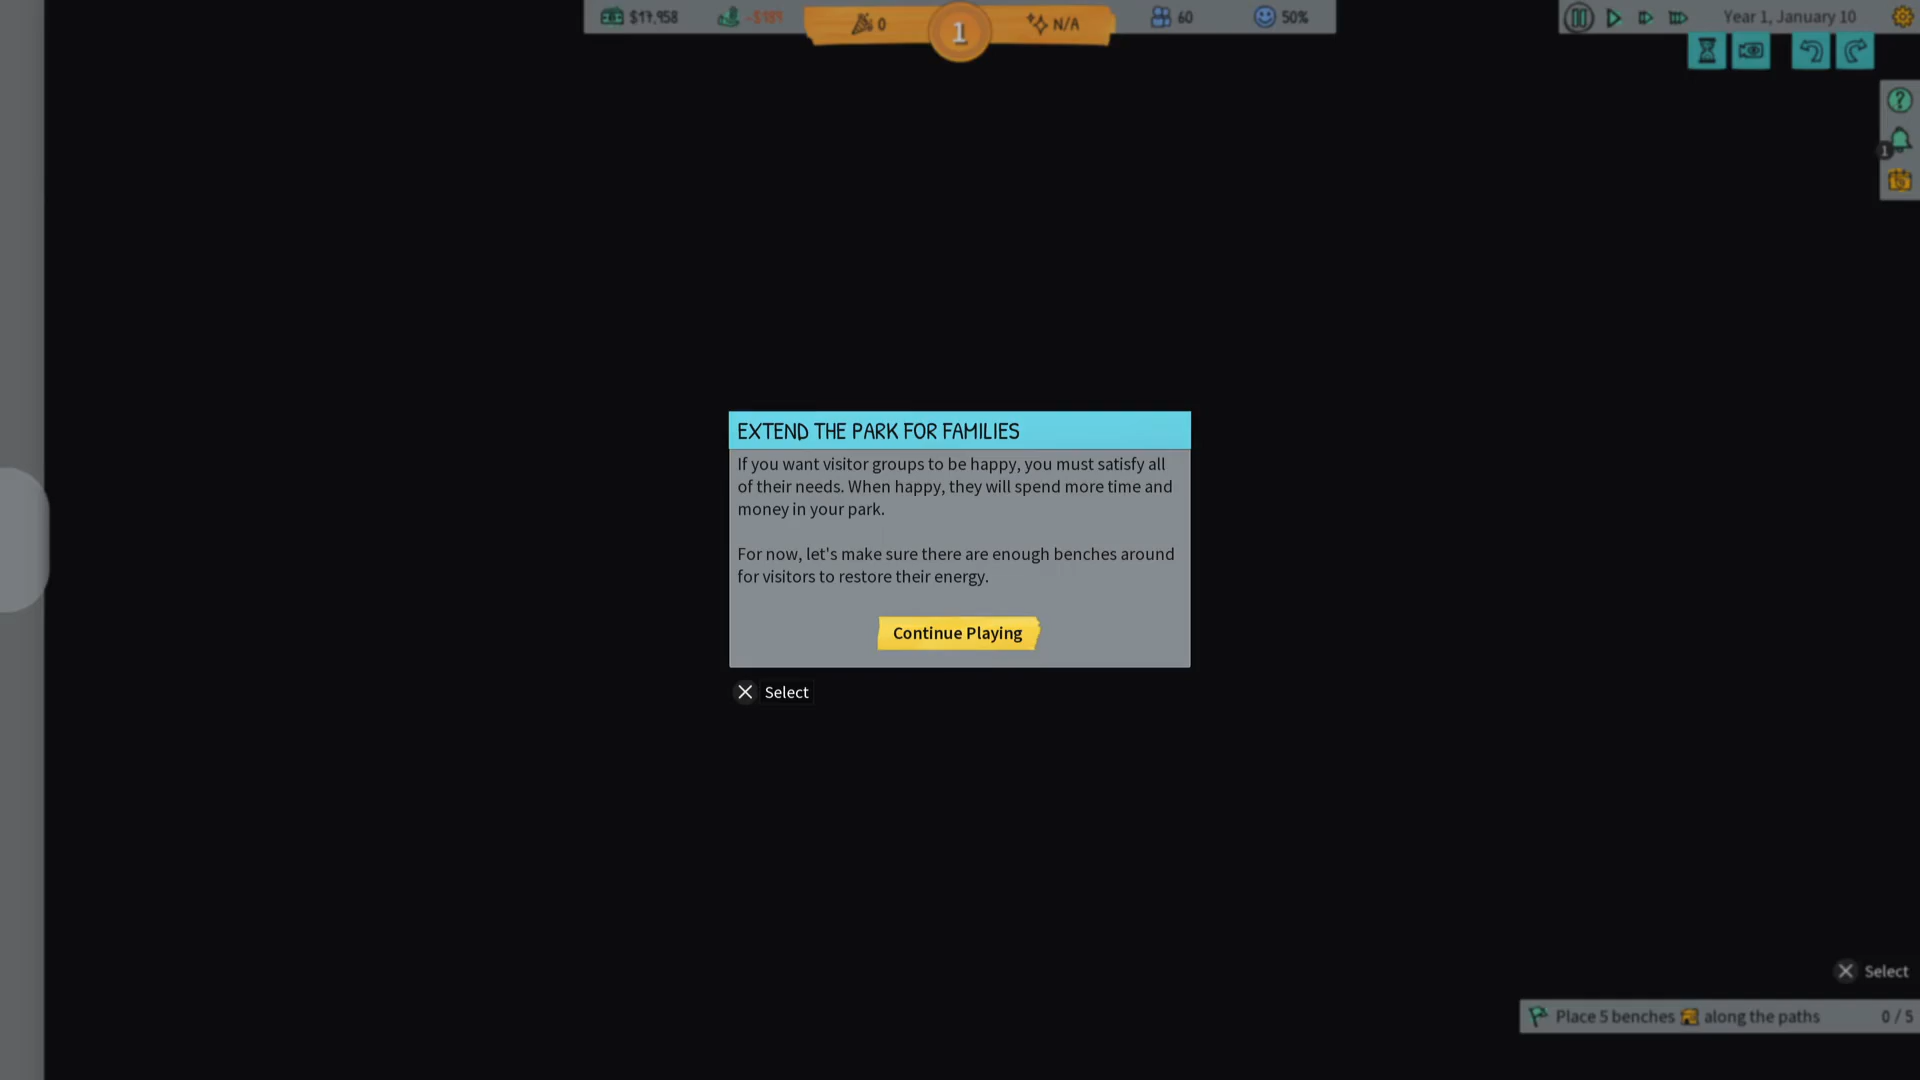 $17,958
-$189
0
1
N/A
60
50%
Year 1, January 10
?
1
EXTEND THE PARK FOR FAMILIES
If you want visitor groups to be happy, you must satisfy all
of their needs. When happy, they will spend more time and
money in your park.
For now, let's make sure there are enough benches around
for visitors to restore their energy.
Continue Playing
Select
Select
Place 5 benches along the paths 0 / 5